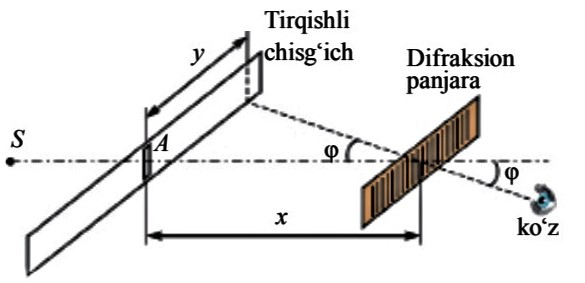 Tirqishli
chisg‘ich
y
Difraksion
panjara
S
A
φ
φ
x
ko‘z